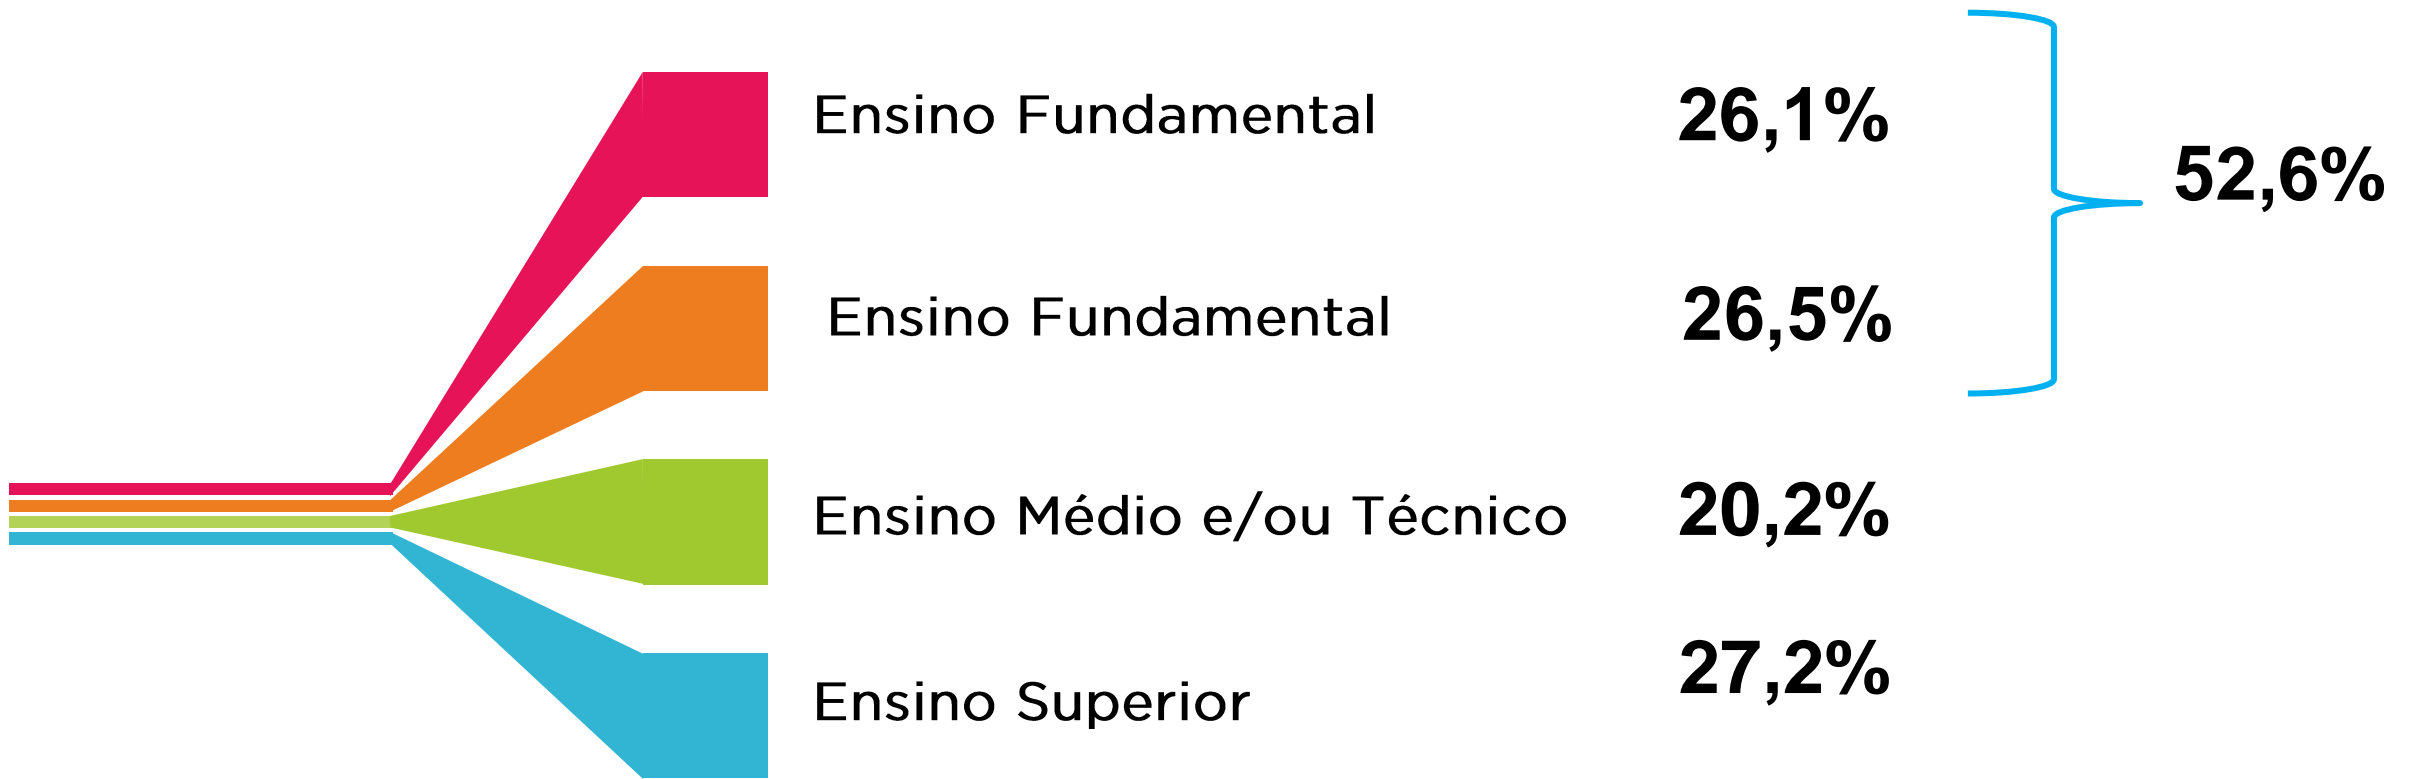 Ensino Fundamental 26,1%
52,6%
Ensino Fundamental 26,5%
Ensino Médio e/ou Técnico 20,2%
Ensino Superior 27,2%